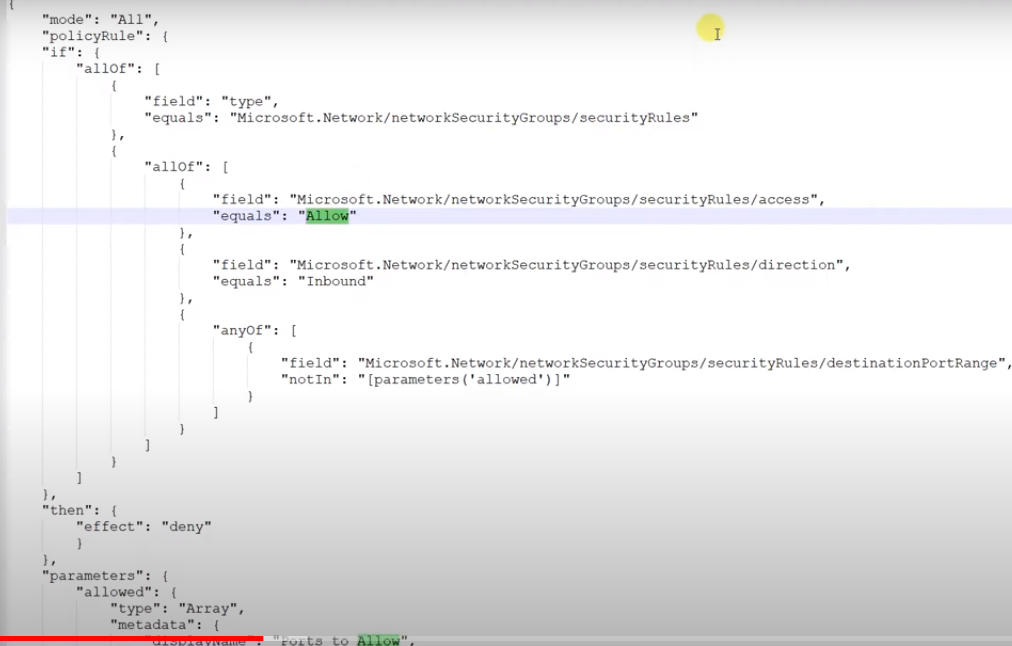 {
"mode": "All",
"policyRule": {
"if": {
"allOf": [
{
"field": "type",
"equals": "Microsoft.Network/networkSecurityGroups/securityRules"
},
{
"allOf": [
{
"field": "Microsoft.Network/networkSecurityGroups/securityRules/access",
"equals": "Allow"
},
{
"field": "Microsoft.Network/networkSecurityGroups/securityRules/direction",
"equals": "Inbound"
},
{
"anyOf": [
{
"field": "Microsoft.Network/networkSecurityGroups/securityRules/destinationPortRange",
"notIn": "[parameters('allowed')]"
}
]
}
]
}
]
},
"then": {
"effect": "deny"
}
},
"parameters": {
"allowed": {
"type": "Array",
"metadata": {
"displayName": "Ports to Allow",